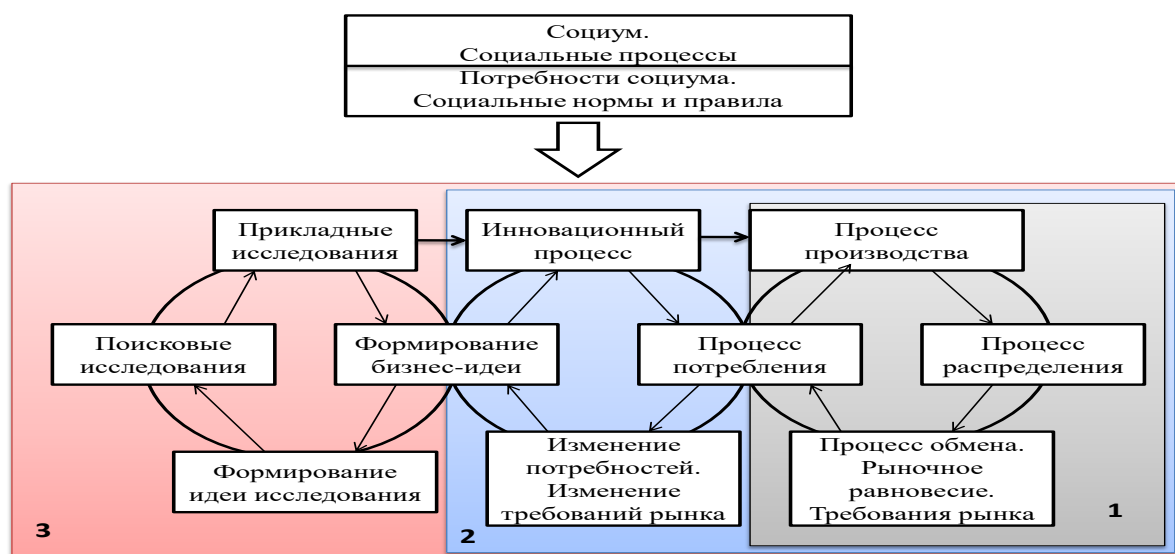 Социум.
Социальные процессы
Потребности социума.
Социальные нормы и правила
Прикладные
исследования
Инновационный
процесс
Процесс
производства
Поисковые
исследования
Формирование
бизнес-идеи
Процесс
потребления
Процесс
распределения
Формирование
идеи исследования
Изменение
потребностей.
Изменение
требований рынка
Процесс обмена.
Рыночное
равновесие.
Требования рынка
3
2
1